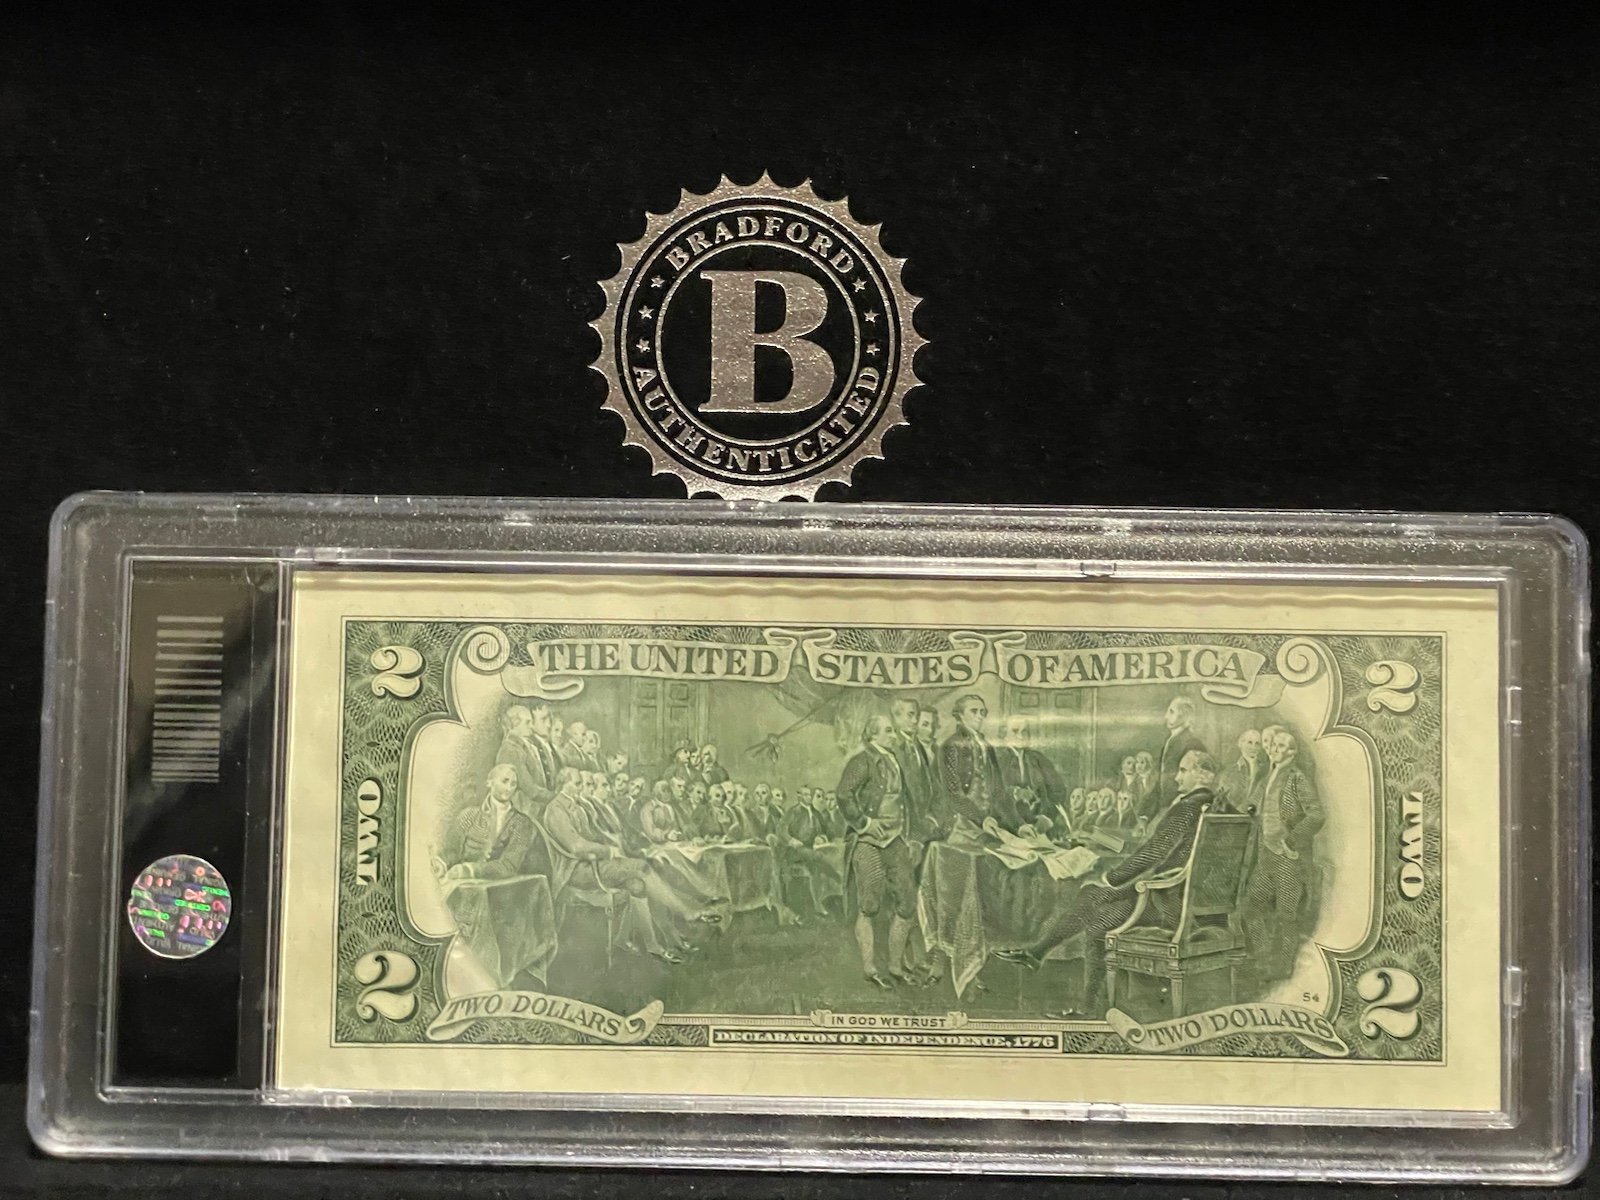 BRADFORD
B
AUTHENTICATED
2 THE UNITED STATES OF AMERICA 2
TWO TWO
2 TWO DOLLARS IN GOD WE TRUST TWO DOLLARS 2
54
DECLARATION OF INDEPENDENCE, 1776